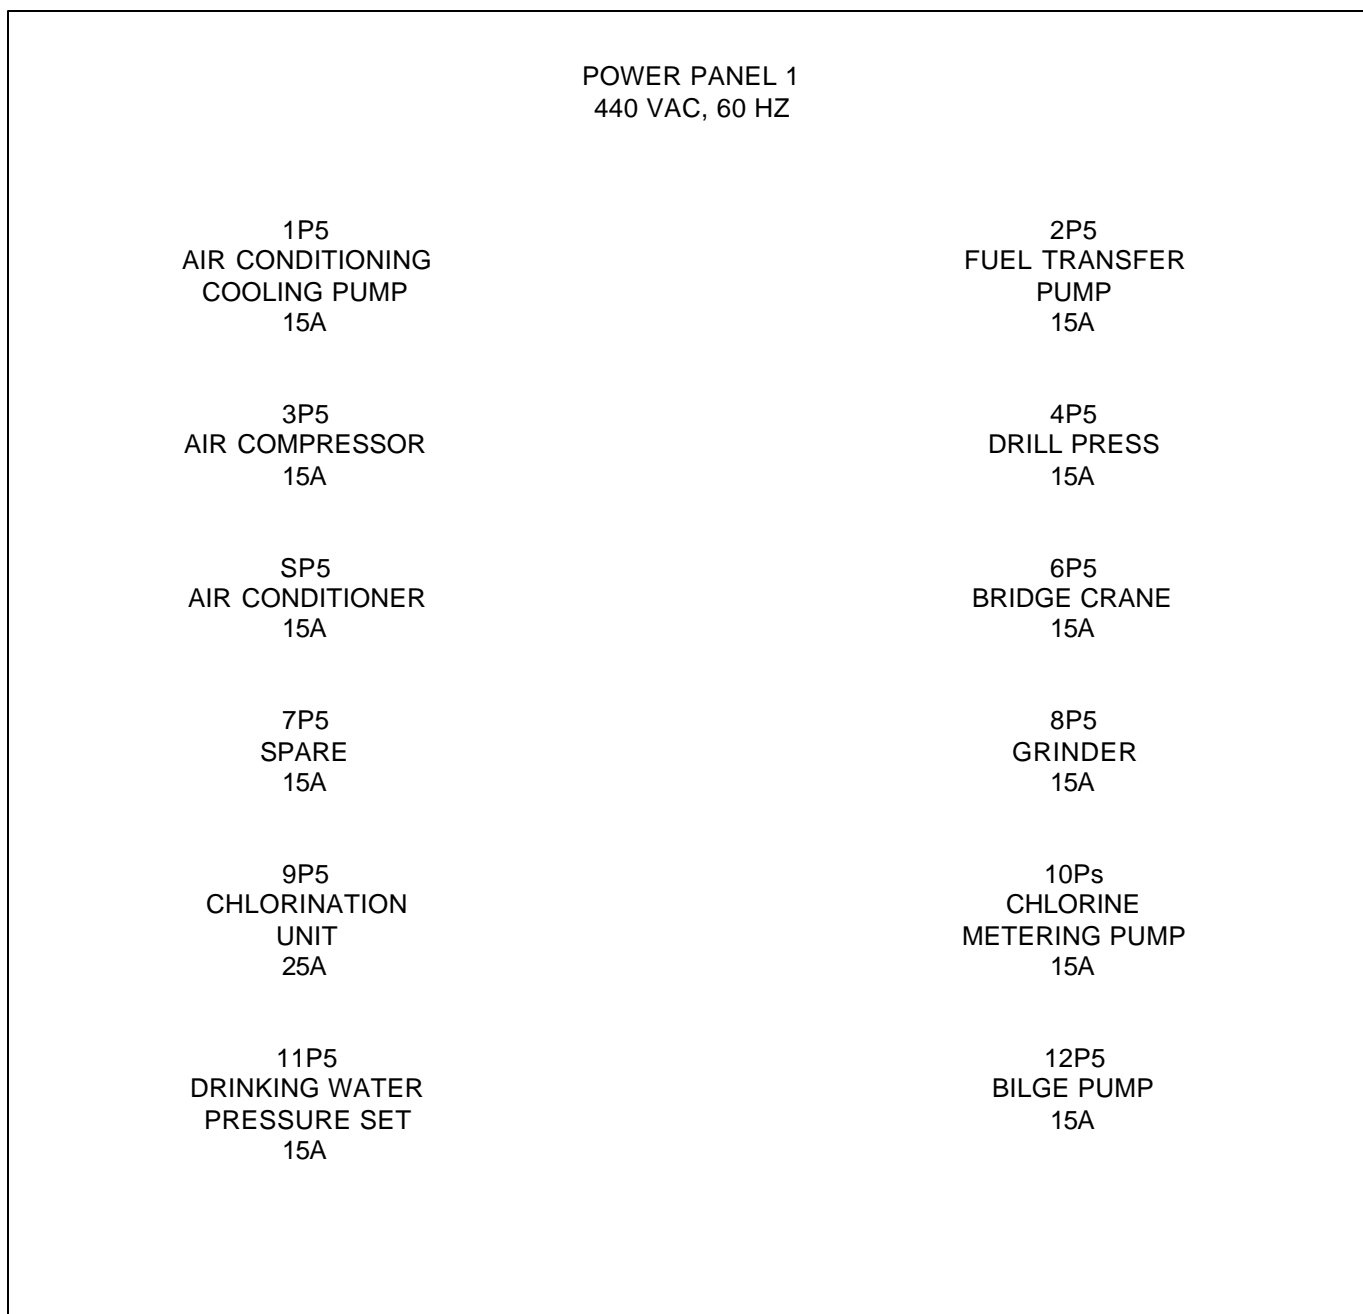 POWER PANEL 1
440 VAC, 60 HZ
1P5
AIR CONDITIONING
COOLING PUMP
15A
2P5
FUEL TRANSFER
PUMP
15A
3P5
AIR COMPRESSOR
15A
4P5
DRILL PRESS
15A
SP5
AIR CONDITIONER
15A
6P5
BRIDGE CRANE
15A
7P5
SPARE
15A
8P5
GRINDER
15A
9P5
CHLORINATION
UNIT
25A
10Ps
CHLORINE
METERING PUMP
15A
11P5
DRINKING WATER
PRESSURE SET
15A
12P5
BILGE PUMP
15A